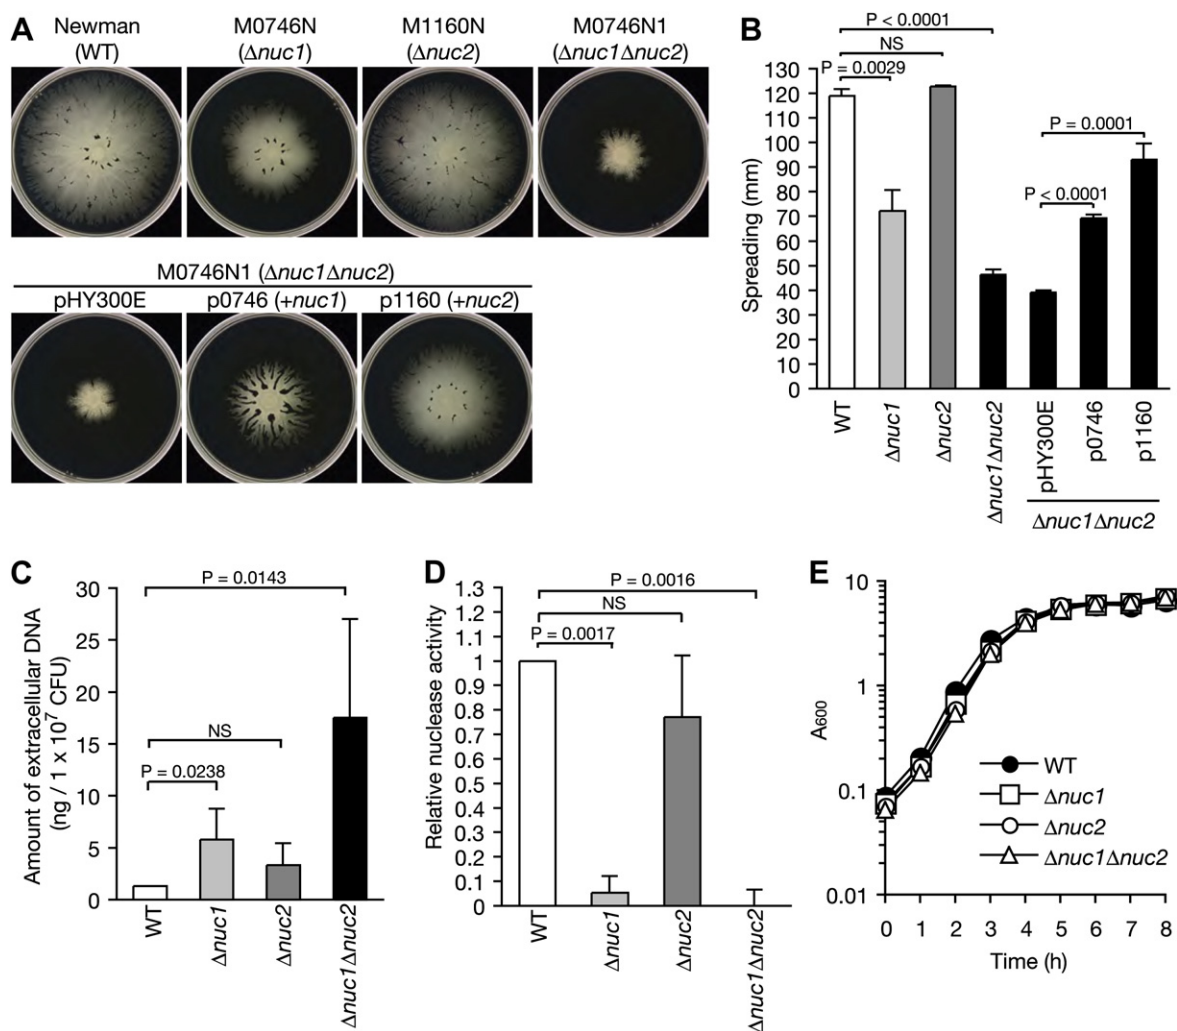 A
Newman
(WT)
M0746N
(Δnuc1)
M1160N
(Δnuc2)
M0746N1
(Δnuc1Δnuc2)
M0746N1 (Δnuc1Δnuc2)
pHY300E
p0746 (+nuc1)
p1160 (+nuc2)
B
P < 0.0001
NS
P = 0.0029
P = 0.0001
P < 0.0001
Spreading (mm)
130
120
110
100
90
80
70
60
50
40
30
20
10
0
WT
Δnuc1
Δnuc2
Δnuc1Δnuc2
pHY300E
p0746
p1160
Δnuc1Δnuc2
C
Amount of extracellular DNA
(ng / 1 x 10⁷ CFU)
30
25
20
15
10
5
0
P = 0.0143
NS
P = 0.0238
WT
Δnuc1
Δnuc2
Δnuc1Δnuc2
D
Relative nuclease activity
1.3
1.2
1.1
1
0.9
0.8
0.7
0.6
0.5
0.4
0.3
0.2
0.1
0
P = 0.0016
NS
P = 0.0017
WT
Δnuc1
Δnuc2
Δnuc1Δnuc2
E
A600
10
1
0.1
0.01
WT
Δnuc1
Δnuc2
Δnuc1Δnuc2
0 1 2 3 4 5 6 7 8
Time (h)